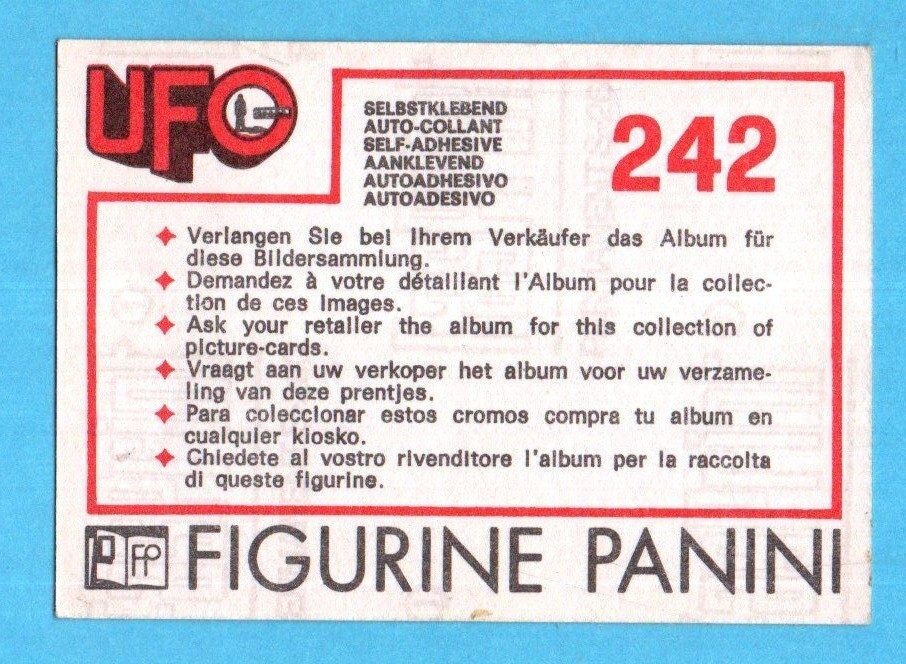 UFO
SELBSTKLEBEND
AUTO-COLLANT
SELF-ADHESIVE
AANKLEVEND
AUTOADHESIVO
AUTOADESIVO
242
Verlangen Sie bei Ihrem Verkäufer das Album für
diese Bildersammlung.
Demandez à votre détaillant l'Album pour la collec-
tion de ces images.
Ask your retailer the album for this collection of
picture-cards.
Vraagt aan uw verkoper het album voor uw verzame-
ling van deze prentjes.
Para coleccionar estos cromos compra tu album en
cualquier kiosko.
Chiedete al vostro rivenditore l'album per la raccolta
di queste figurine.
P FP FIGURINE PANINI